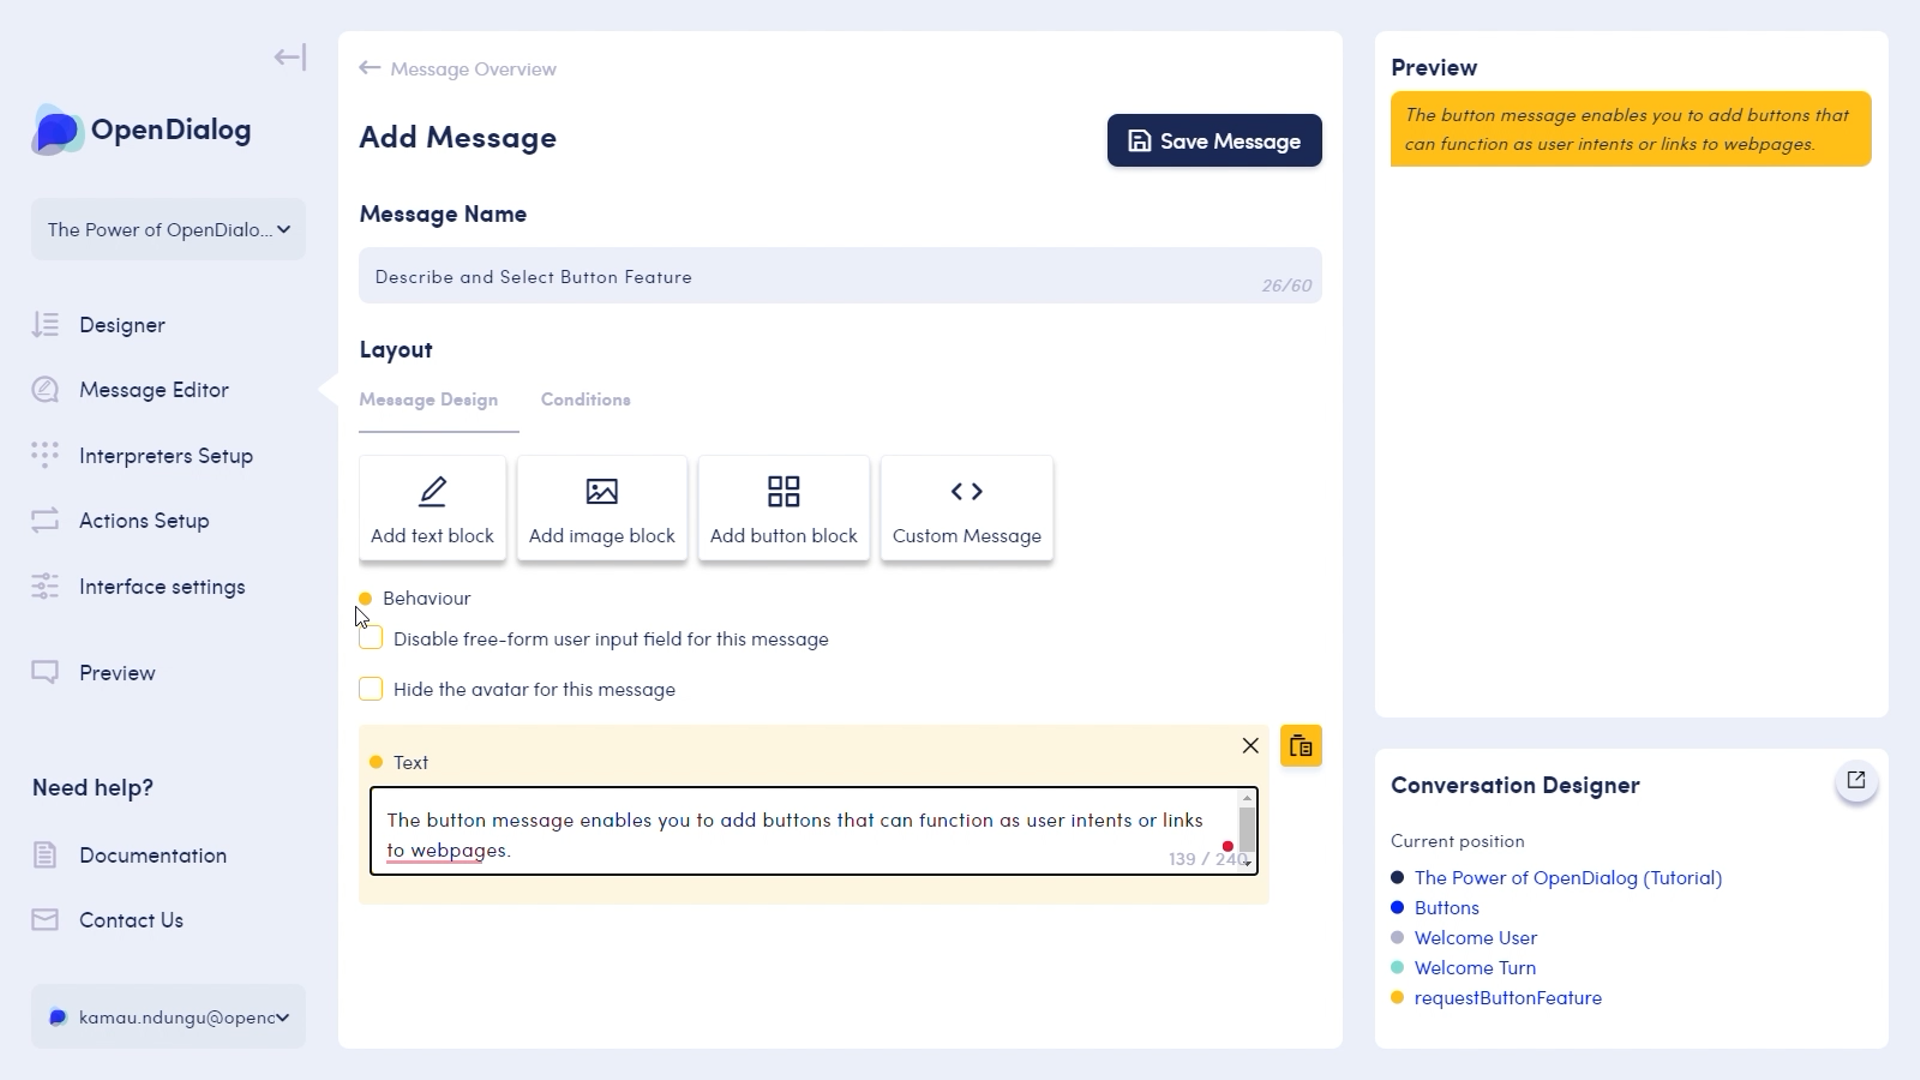 OpenDialog
The Power of OpenDialo...
Designer
Message Editor
Interpreters Setup
Actions Setup
Interface settings
Preview
Need help?
Documentation
Contact Us
kamau.ndungu@openc
Message Overview
Add Message
Save Message
Message Name
Describe and Select Button Feature
26/60
Layout
Message Design
Conditions
Add text block
Add image block
Add button block
Custom Message
Behaviour
Disable free-form user input field for this message
Hide the avatar for this message
Text
The button message enables you to add buttons that can function as user intents or links
to webpages.
139 / 240
Preview
The button message enables you to add buttons that
can function as user intents or links to webpages.
Conversation Designer
Current position
The Power of OpenDialog (Tutorial)
Buttons
Welcome User
Welcome Turn
requestButtonFeature